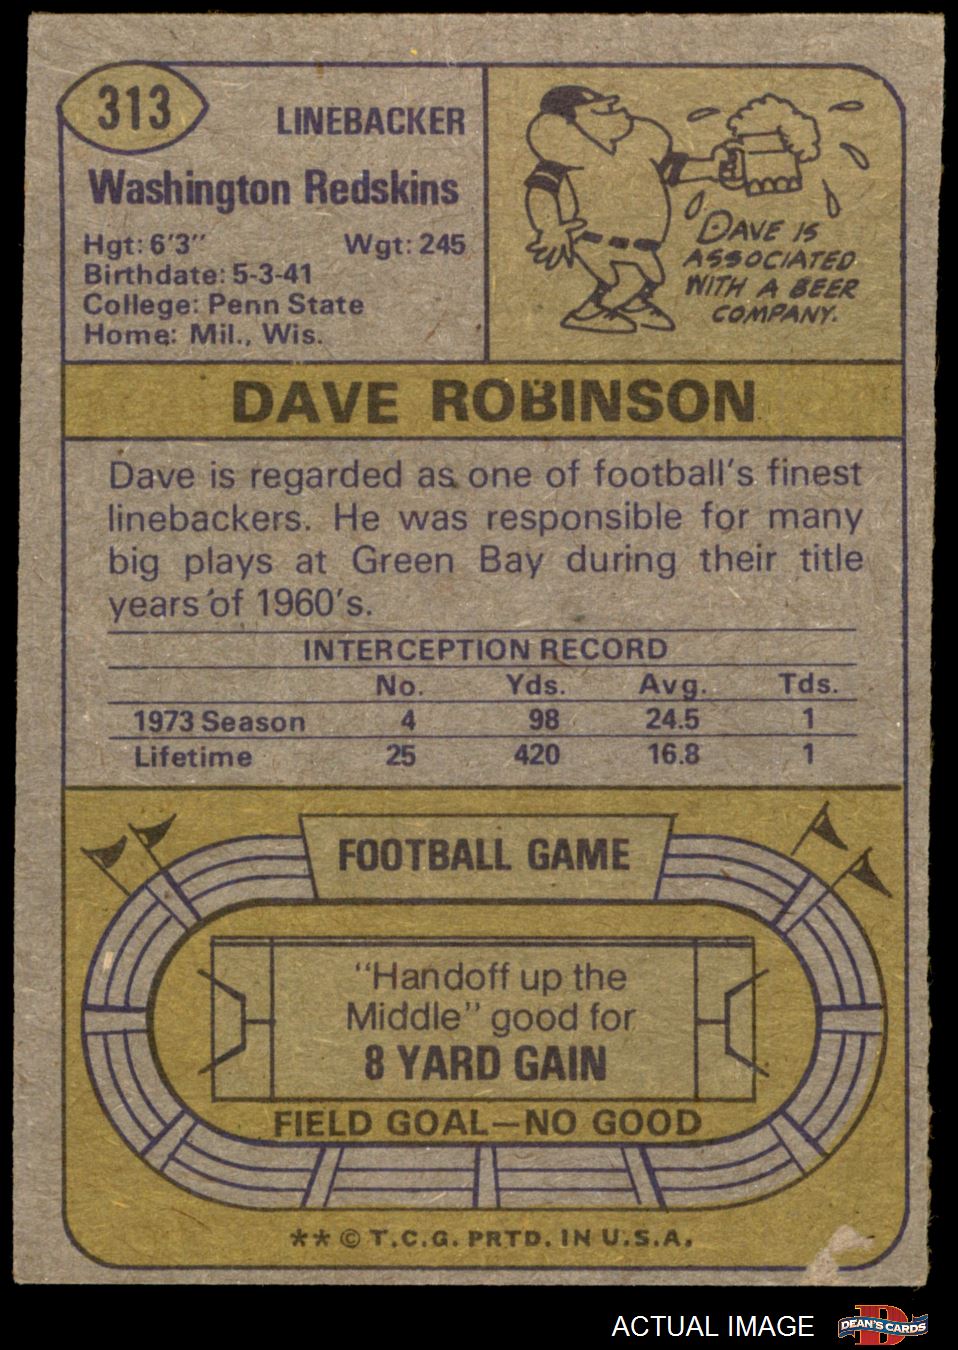 313
LINEBACKER
Washington Redskins
Hgt: 6'3" Wgt: 245
Birthdate: 5-3-41
College: Penn State
Home: Mil., Wis.
DAVE IS
ASSOCIATED
WITH A BEER
COMPANY.
DAVE ROBINSON
Dave is regarded as one of football's finest
linebackers. He was responsible for many
big plays at Green Bay during their title
years of 1960's.
INTERCEPTION RECORD
No. Yds. Avg. Tds.
1973 Season 4 98 24.5 1
Lifetime 25 420 16.8 1
FOOTBALL GAME
"Handoff up the
Middle" good for
8 YARD GAIN
FIELD GOAL—NO GOOD
** © T.C.G. PRTD. IN U.S.A.
ACTUAL IMAGE
D
DEAN'S CARDS